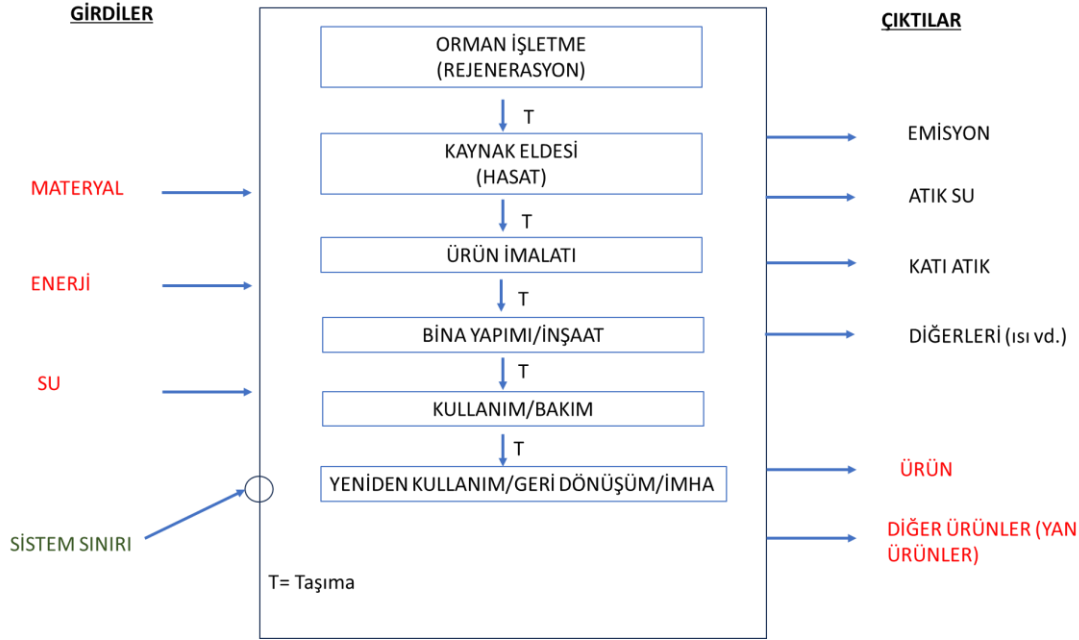 GİRDİLER
MATERYAL
ENERJİ
SU
SİSTEM SINIRI
ORMAN İŞLETME
(REJENERASYON)
T
KAYNAK ELDESİ
(HASAT)
T
ÜRÜN İMALATI
T
BİNA YAPIMI/İNŞAAT
T
KULLANIM/BAKIM
T
YENİDEN KULLANIM/GERİ DÖNÜŞÜM/İMHA
T= Taşıma
ÇIKTILAR
EMİSYON
ATIK SU
KATI ATIK
DİĞERLERİ (ısı vd.)
ÜRÜN
DİĞER ÜRÜNLER (YAN
ÜRÜNLER)